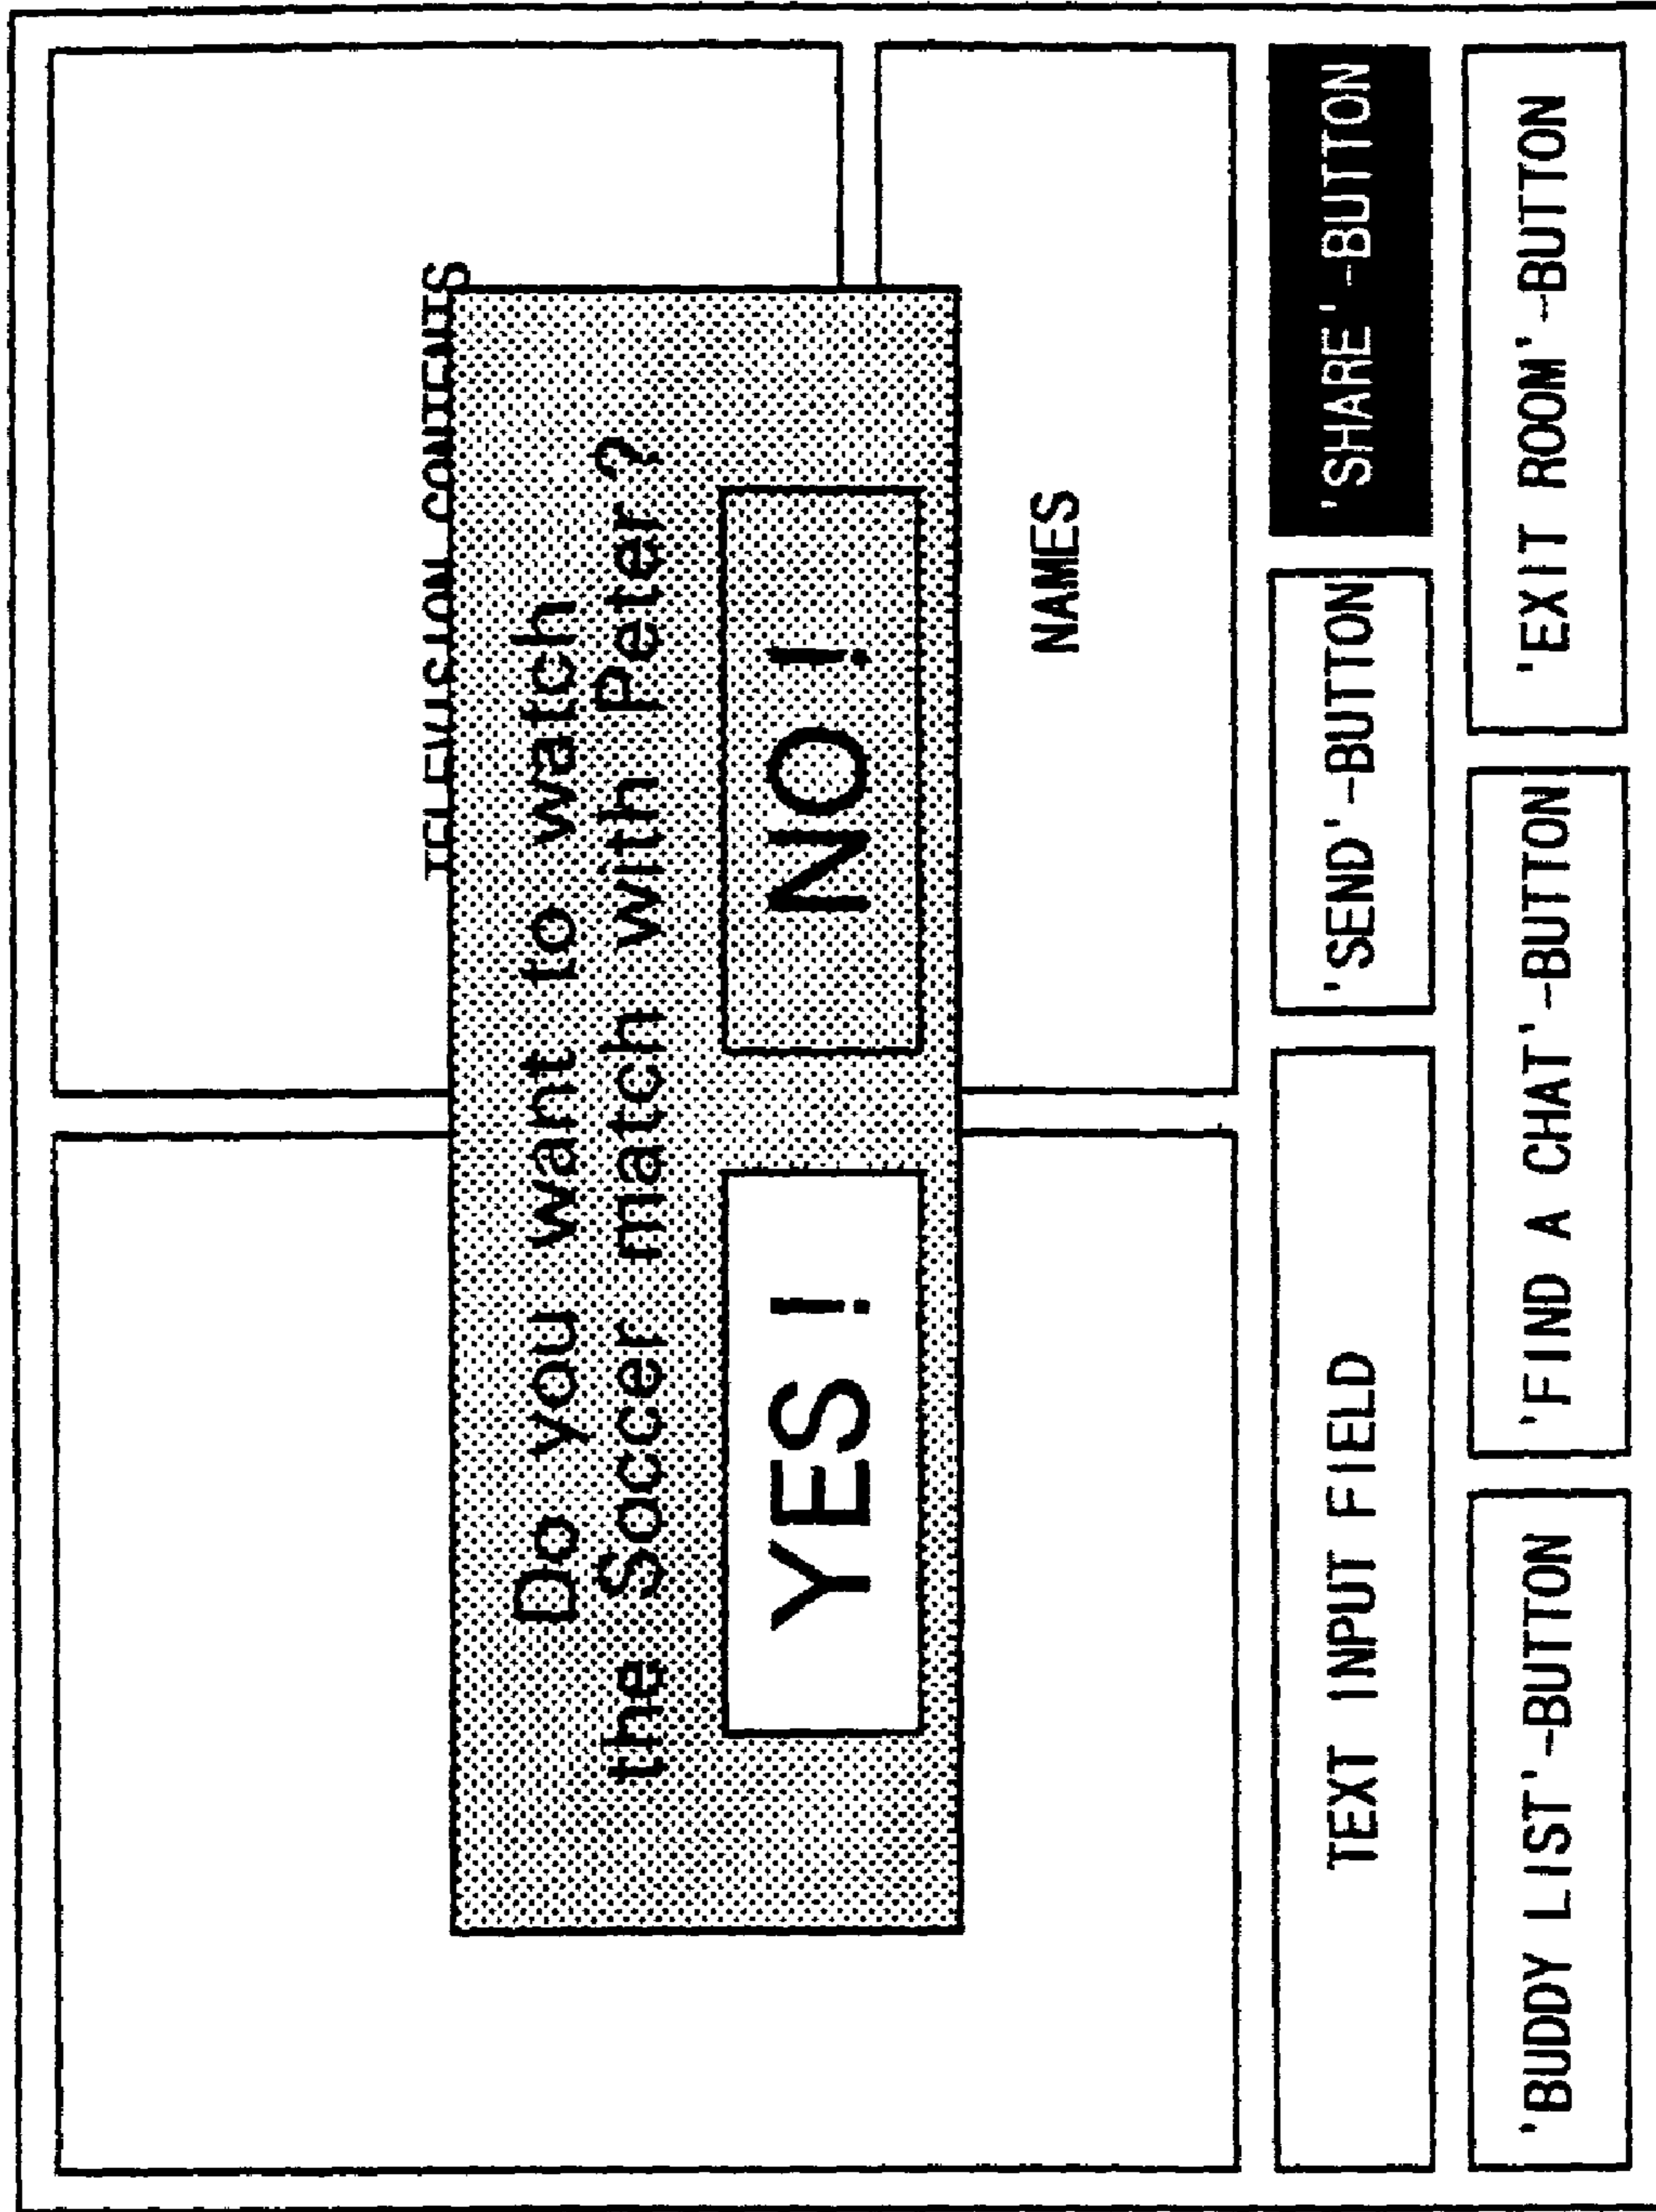 TELEVISION CONTENTS
Do you want to watch
the Soccer match with Peter ?
YES !
NO !
NAMES
TEXT INPUT FIELD
'SEND'-BUTTON
'SHARE'-BUTTON
'BUDDY LIST'-BUTTON
'FIND A CHAT'-BUTTON
'EXIT ROOM'-BUTTON